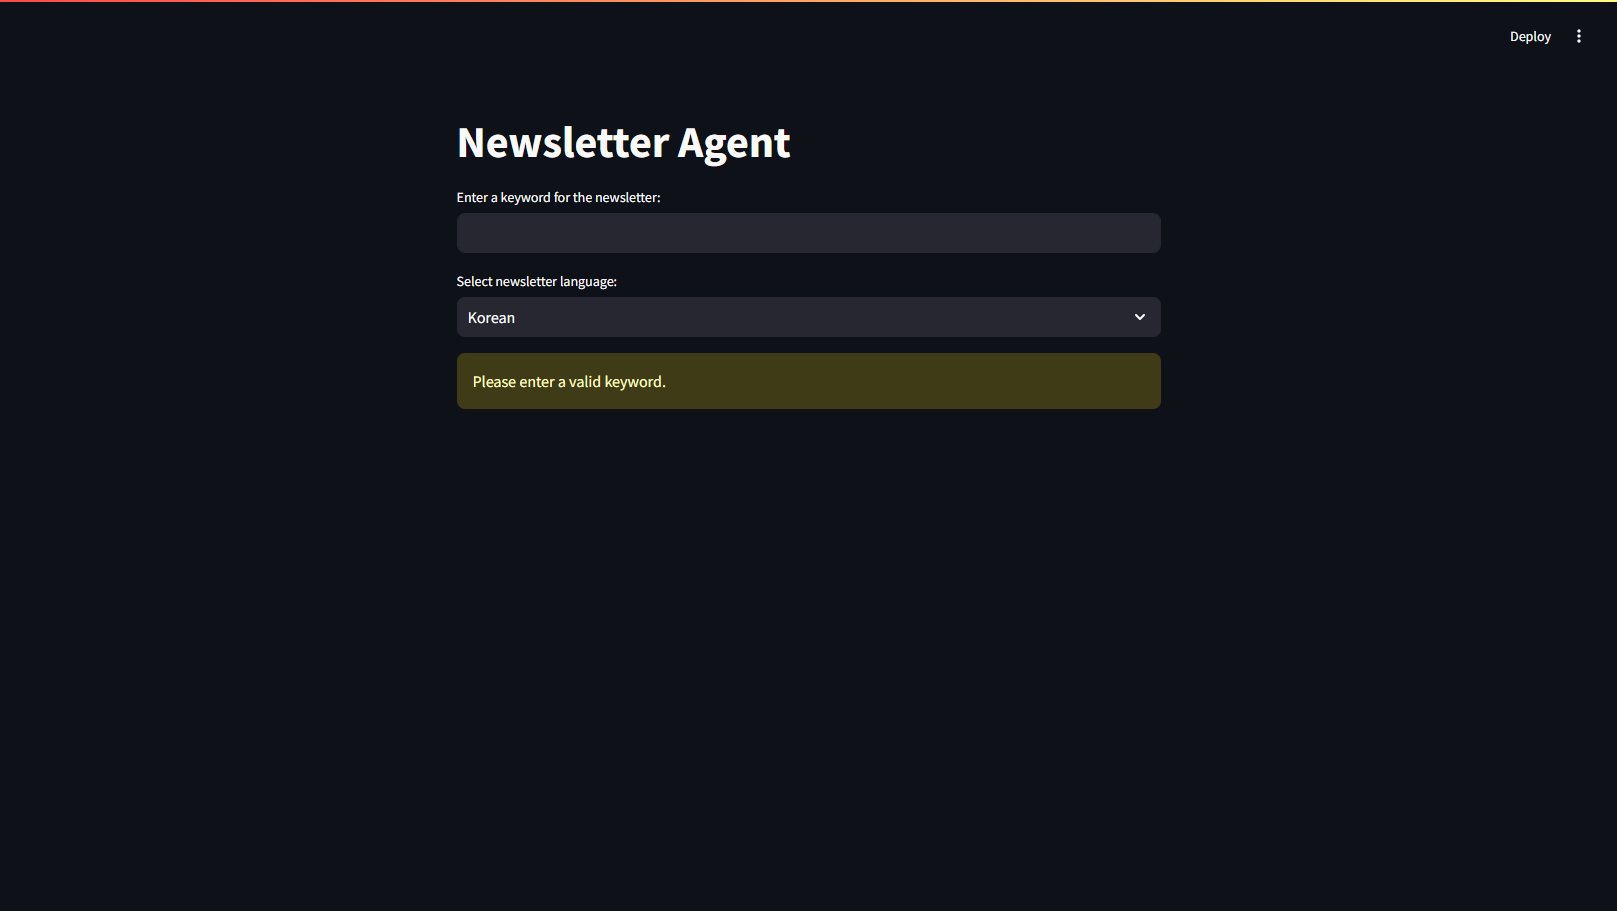 Deploy
Newsletter Agent
Enter a keyword for the newsletter:
Select newsletter language:
Korean
Please enter a valid keyword.